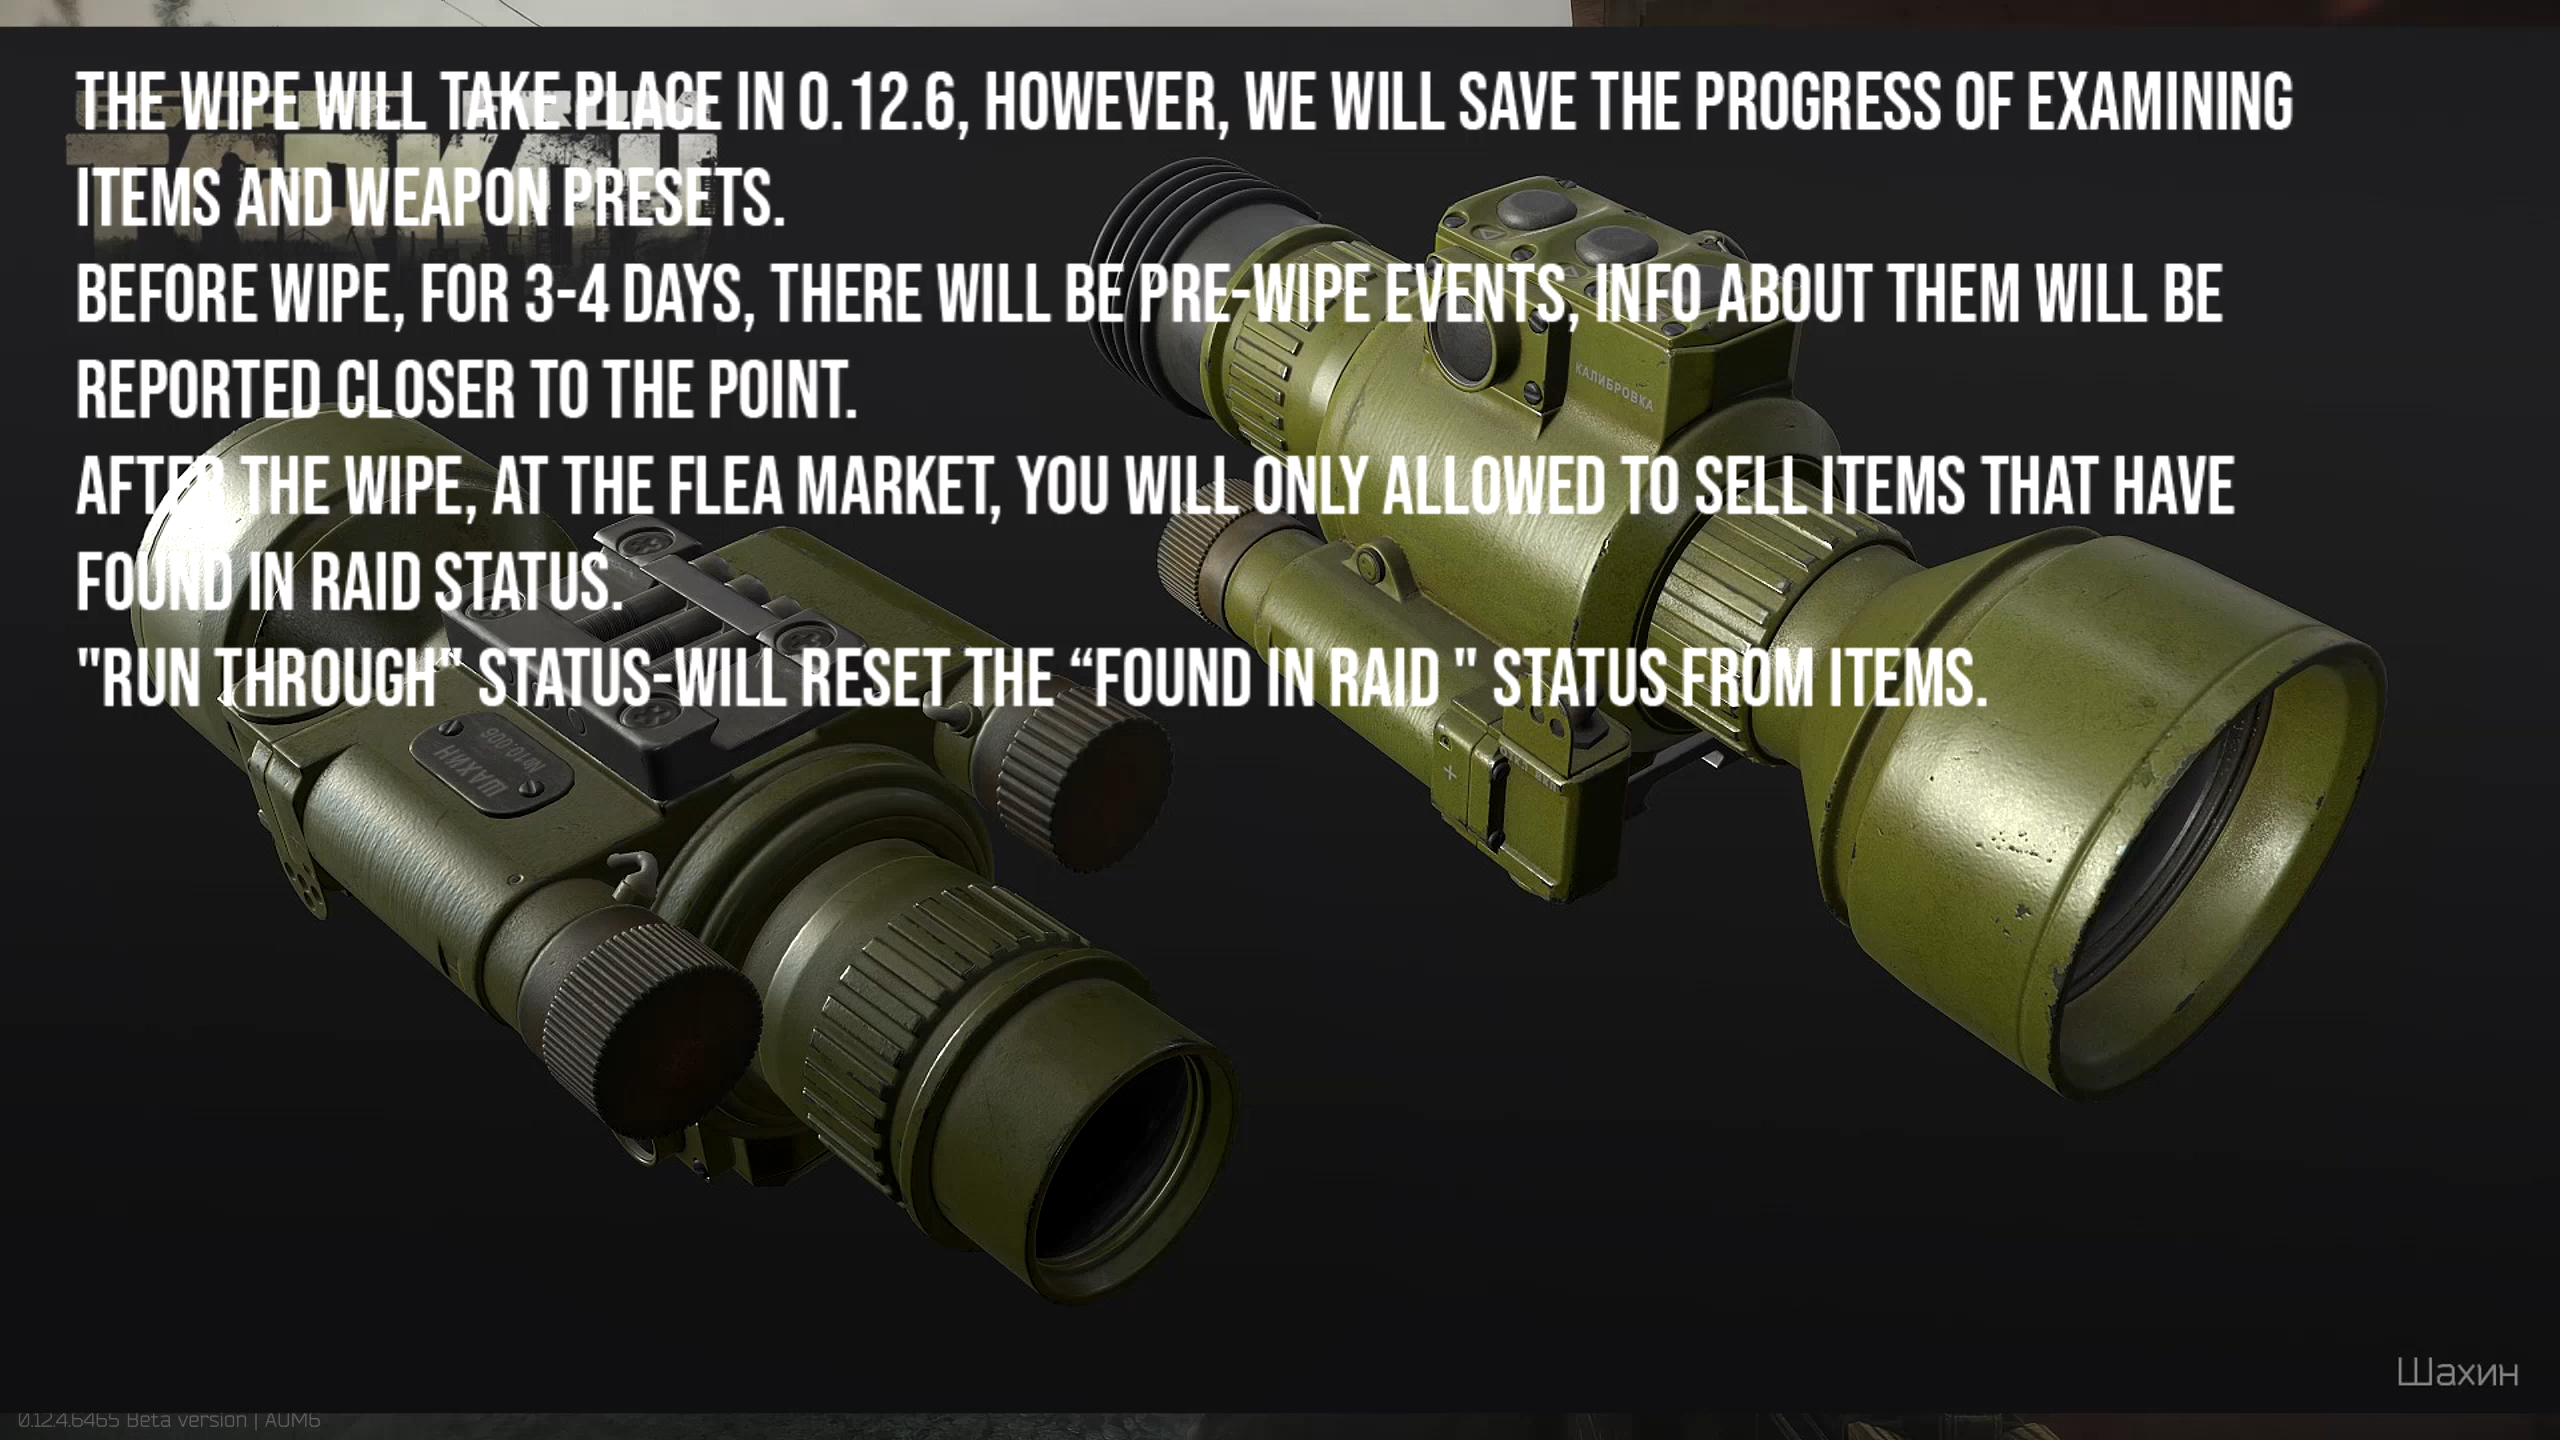 THE WIPE WILL TAKE PLACE IN 0.12.6, HOWEVER, WE WILL SAVE THE PROGRESS OF EXAMINING
ITEMS AND WEAPON PRESETS.
BEFORE WIPE, FOR 3-4 DAYS, THERE WILL BE PRE-WIPE EVENTS, INFO ABOUT THEM WILL BE
REPORTED CLOSER TO THE POINT.
AFTER THE WIPE, AT THE FLEA MARKET, YOU WILL ONLY ALLOWED TO SELL ITEMS THAT HAVE
FOUND IN RAID STATUS.
"RUN THROUGH" STATUS-WILL RESET THE “FOUND IN RAID " STATUS FROM ITEMS.
TARKOV
КАЛИБРОВКА
ШАХИН
№10.006
Шахин
0.12.4.6465 Beta version | AUM6